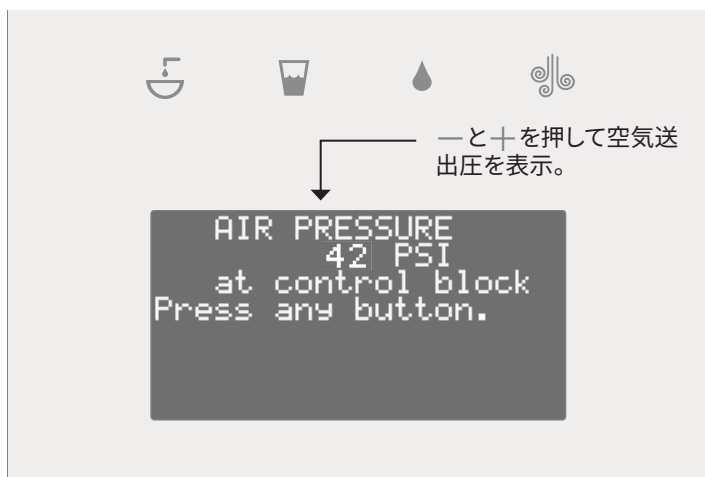 —と＋を押して空気送
出圧を表示。
AIR PRESSURE
42 PSI
at control block
Press any button.